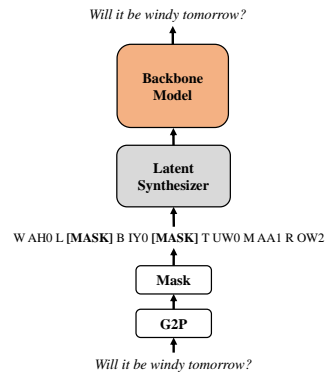 Will it be windy tomorrow?
Backbone
Model
Latent
Synthesizer
W AH0 L [MASK] B IY0 [MASK] T UW0 M AA1 R OW2
Mask
G2P
Will it be windy tomorrow?